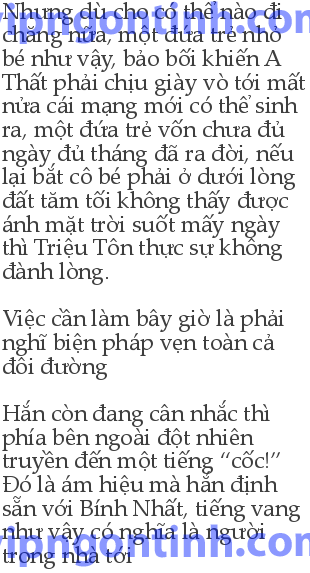 Nhưng dù cho có thể nào đi
chăng nữa, một đứa trẻ nhỏ
bé như vậy, bảo bối khiến A
Thất phải chịu giày vò tới mất
nửa cái mạng mới có thể sinh
ra, một đứa trẻ vốn chưa đủ
ngày đủ tháng đã ra đời, nếu
lại bắt cô bé phải ở dưới lòng
đất tăm tối không thấy được
ánh mặt trời suốt mấy ngày
thì Triệu Tôn thực sự không
đành lòng.
Việc cần làm bây giờ là phải
nghĩ biện pháp vẹn toàn cả
đôi đường
Hắn còn đang cân nhắc thì
phía bên ngoài đột nhiên
truyền đến một tiếng “cốc!”
Đó là ám hiệu mà hắn định
sẵn với Bính Nhất, tiếng vang
như vậy có nghĩa là người
trong nhà tới
vipngontinh.com